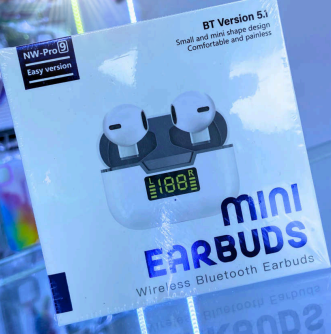 NW-Pro 9
Easy version
BT Version 5.1
Small and mini shape design
Comfortable and painless
L 188 R
MINI
EARBUDS
Wireless Bluetooth Earbuds